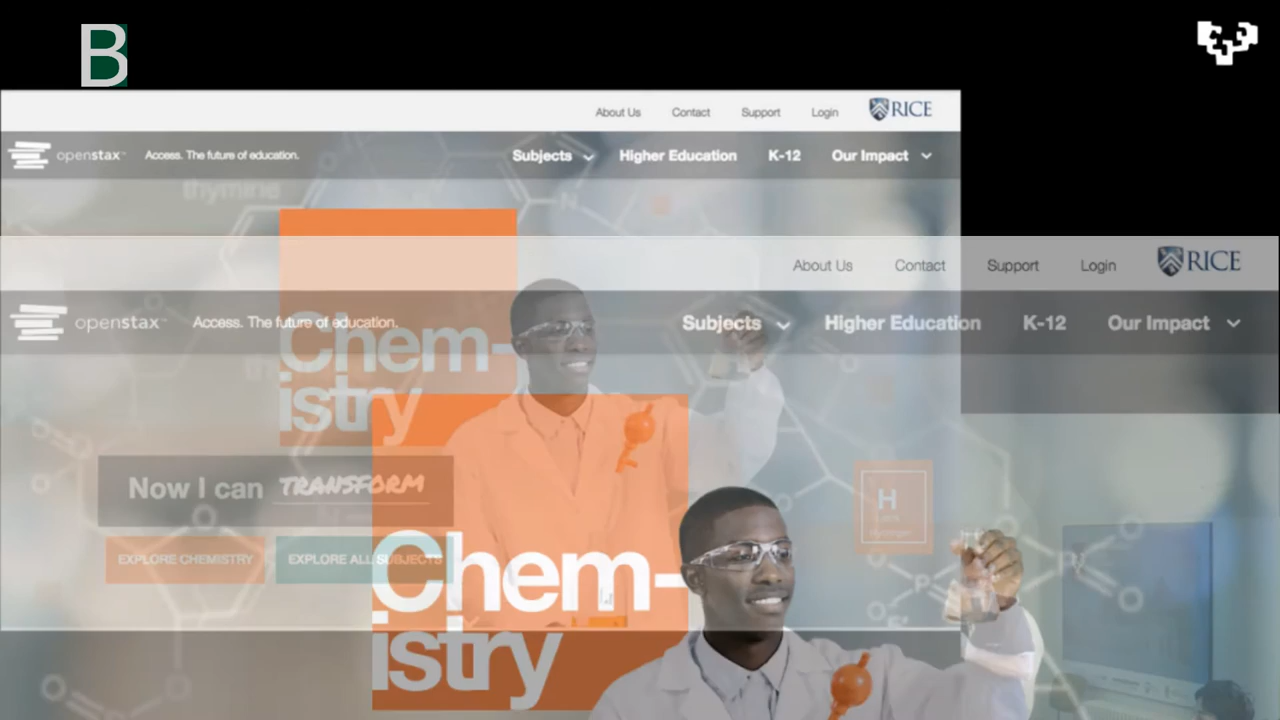 B
About Us Contact Support Login RICE
openstax™ Access. The future of education. Subjects Higher Education K-12 Our Impact
thymine
About Us Contact Support Login RICE
openstax™ Access. The future of education. Subjects Higher Education K-12 Our Impact
Chem-
istry
Now I can TRANSFORM
H
EXPLORE CHEMISTRY EXPLORE ALL SUBJECTS
Chem-
istry